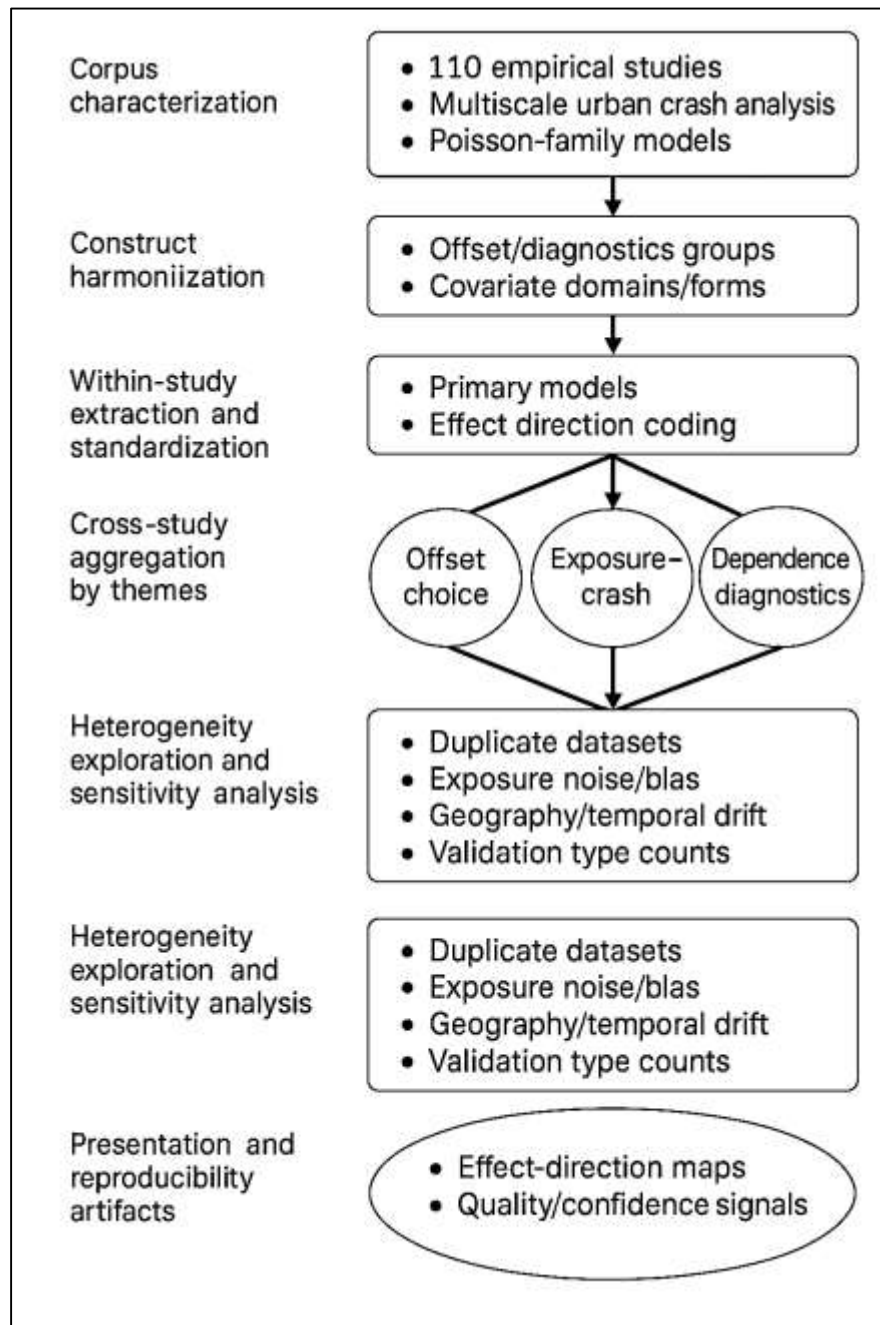 Corpus
characterization
• 110 empirical studies
• Multiscale urban crash analysis
• Poisson-family models
Construct
harmoniization
• Offset/diagnostics groups
• Covariate domains/forms
Within-study
extraction and
standardization
• Primary models
• Effect direction coding
Cross-study
aggregation
by themes
Offset
choice
Exposure–
crash
Dependence
diagnostics
Heterogeneity
exploration and
sensitivity analysis
• Duplicate datasets
• Exposure noise/blas
• Geography/temporal drift
• Validation type counts
Heterogeneity
exploration and
sensitivity analysis
• Duplicate datasets
• Exposure noise/blas
• Geography/temporal drift
• Validation type counts
Presentation and
reproducibility
artifacts
• Effect-direction maps
• Quality/confidence signals